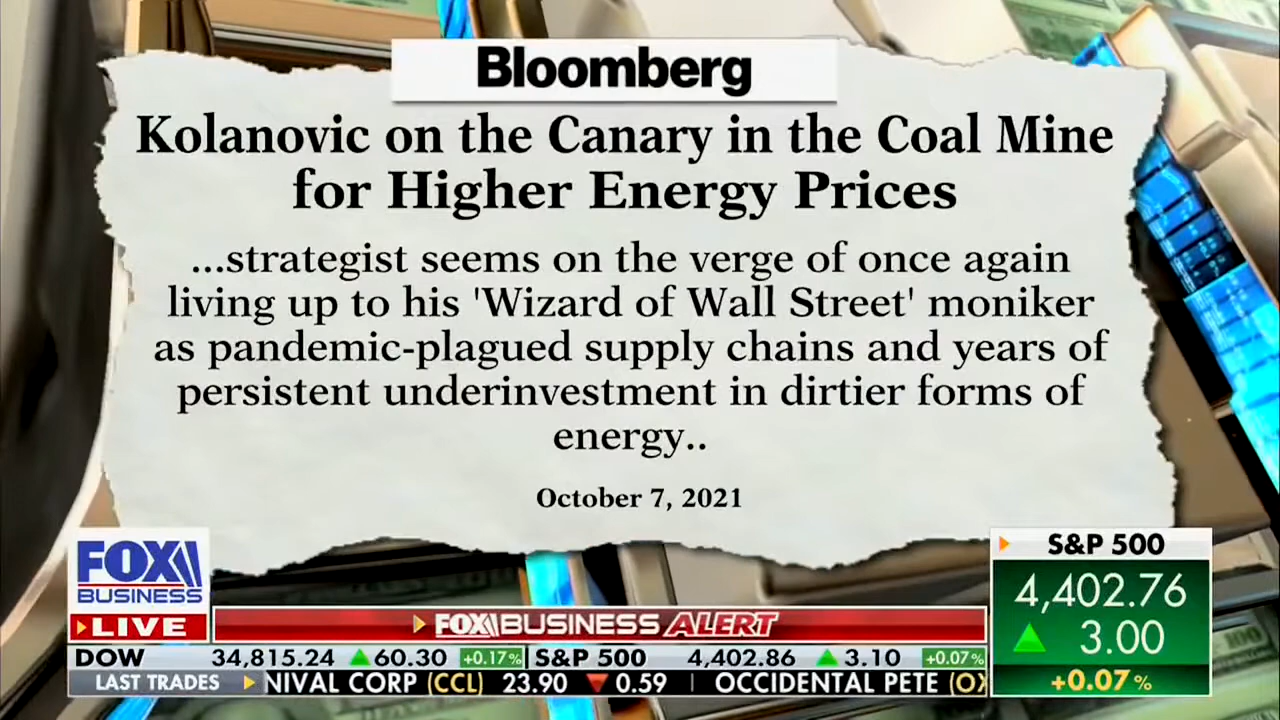 Bloomberg
Kolanovic on the Canary in the Coal Mine
for Higher Energy Prices
...strategist seems on the verge of once again
living up to his 'Wizard of Wall Street' moniker
as pandemic-plagued supply chains and years of
persistent underinvestment in dirtier forms of
energy..
October 7, 2021
FOX
BUSINESS
LIVE
FOX BUSINESS ALERT
S&P 500
4,402.76
3.00
+0.07%
DOW 34,815.24 60.30 +0.17% S&P 500 4,402.86 3.10 +0.07%
LAST TRADES NIVAL CORP (CCL) 23.90 0.59 | OCCIDENTAL PETE (OX
100